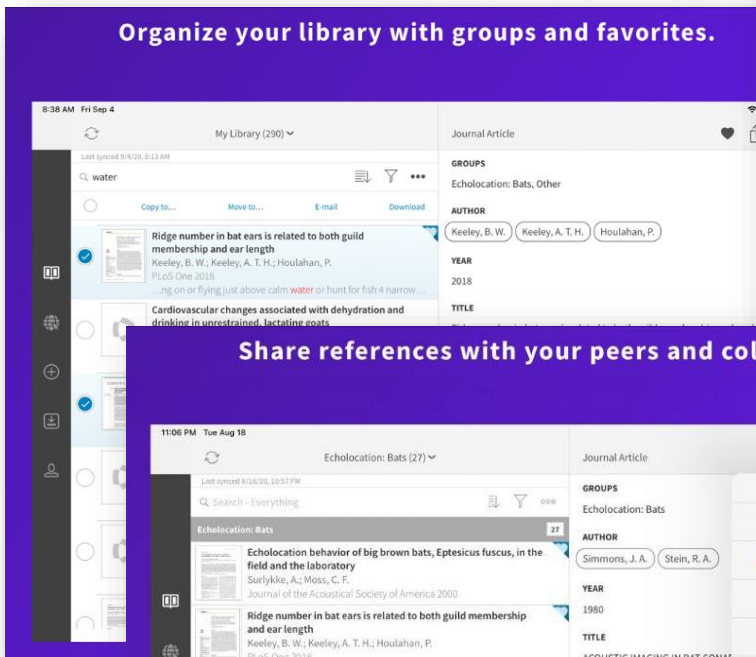 Organize your library with groups and favorites.
8:38 AM Fri Sep 4
My Library (290)
Journal Article
Last synced 9/4/20, 8:13 AM
water
Copy to...
Move to...
E-mail
Download
Ridge number in bat ears is related to both guild
membership and ear length
Keeley, B. W.; Keeley, A. T. H.; Houlahan, P.
PLoS One 2018
...ng on or flying just above calm water or hunt for fish 4 narrow...
Cardiovascular changes associated with dehydration and
drinking in unrestrained, lactating goats
GROUPS
Echolocation: Bats, Other
AUTHOR
Keeley, B. W. Keeley, A. T. H. Houlahan, P.
YEAR
2018
TITLE
Share references with your peers and col
11:06 PM Tue Aug 18
Echolocation: Bats (27)
Journal Article
Last synced 8/18/20, 10:57 PM
Search - Everything
Echolocation: Bats
27
Echolocation behavior of big brown bats, Eptesicus fuscus, in the
field and the laboratory
Surlykke, A.; Moss, C. F.
Journal of the Acoustical Society of America 2000
Ridge number in bat ears is related to both guild membership
and ear length
Keeley, B. W.; Keeley, A. T. H.; Houlahan, P.
PLoS One 2018
GROUPS
Echolocation: Bats
AUTHOR
Simmons, J. A. Stein, R. A.
YEAR
1980
TITLE
ACOUSTIC IMAGING IN BAT SONAR